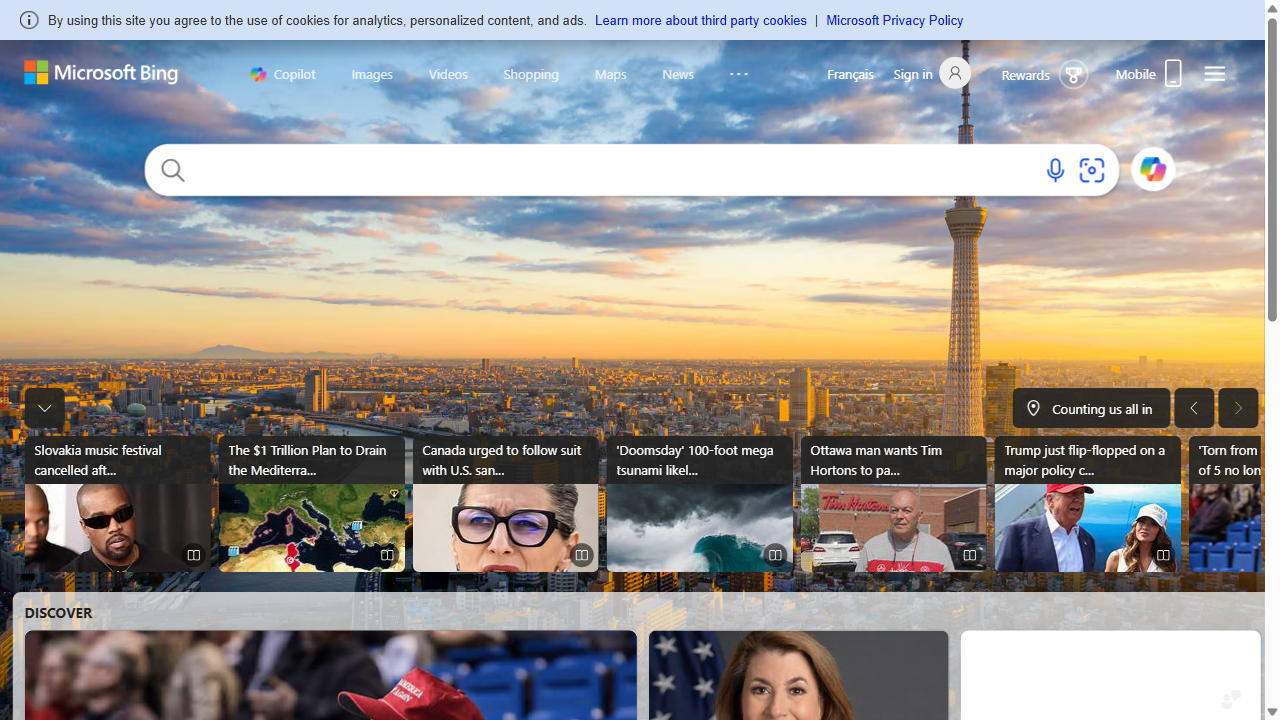 By using this site you agree to the use of cookies for analytics, personalized content, and ads. Learn more about third party cookies | Microsoft Privacy Policy
Microsoft Bing Copilot Images Videos Shopping Maps News ... Français Sign in Rewards Mobile
Counting us all in
Slovakia music festival
cancelled aft...
The $1 Trillion Plan to Drain
the Mediterra...
Canada urged to follow suit
with U.S. san...
'Doomsday' 100-foot mega
tsunami likel...
Ottawa man wants Tim
Hortons to pa...
Trump just flip-flopped on a
major policy c...
'Torn from
of 5 no lon
Tim Hortons
DISCOVER